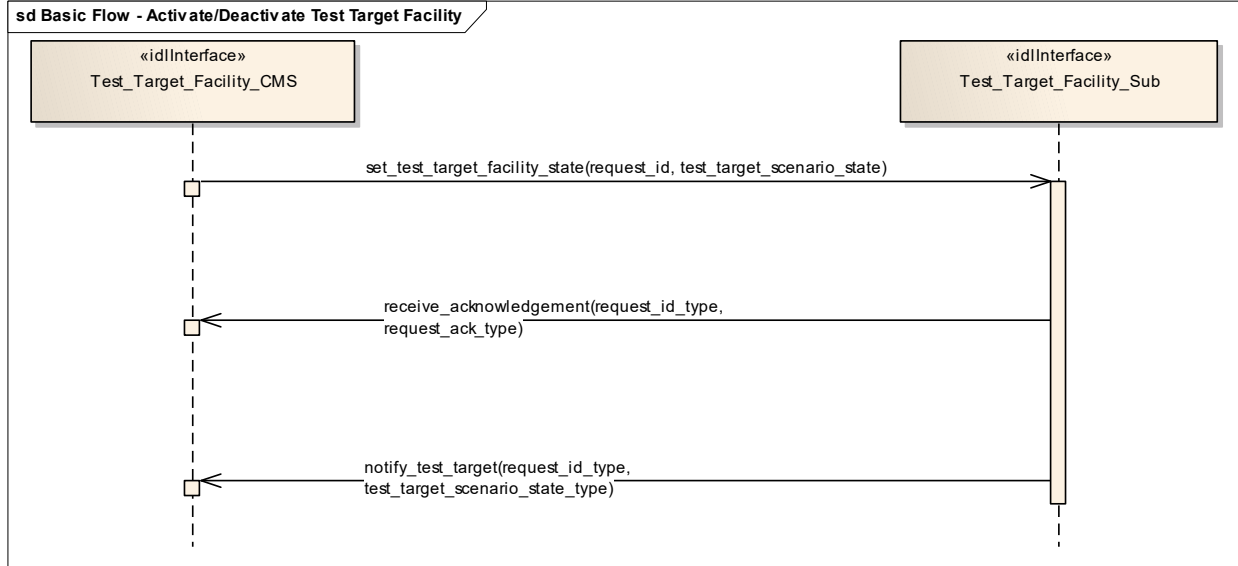 sd Basic Flow - Activate/Deactivate Test Target Facility
«idlInterface»
Test_Target_Facility_CMS
«idlInterface»
Test_Target_Facility_Sub
set_test_target_facility_state(request_id, test_target_scenario_state)
receive_acknowledgement(request_id_type,
request_ack_type)
notify_test_target(request_id_type,
test_target_scenario_state_type)